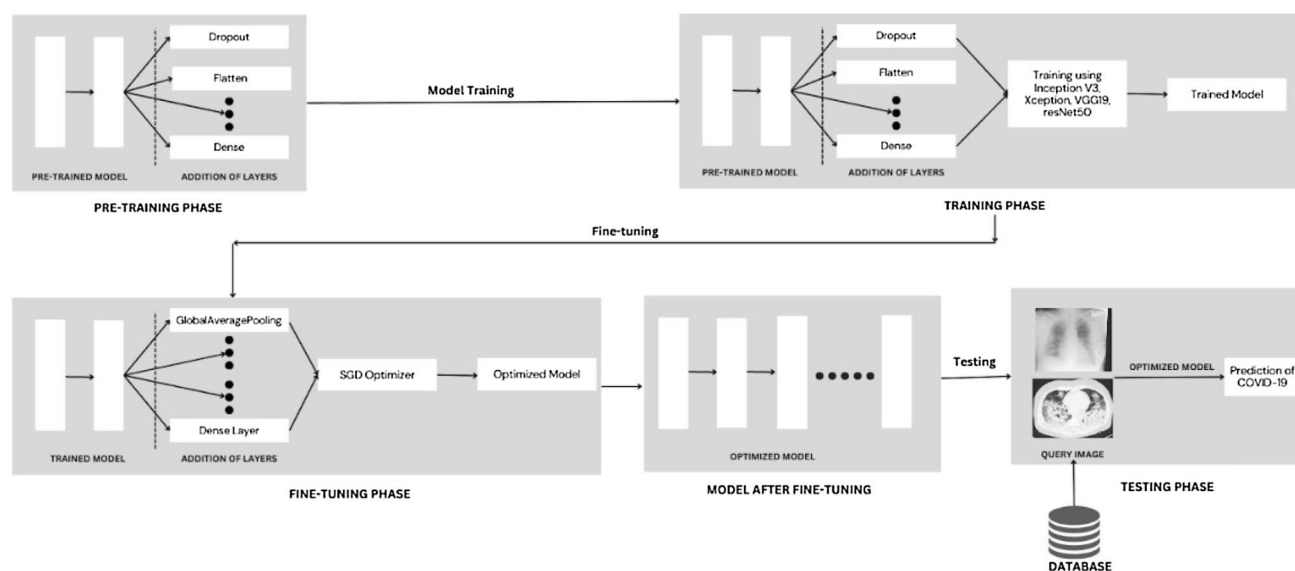 Dropout
Flatten
Dense
PRE-TRAINED MODEL
ADDITION OF LAYERS
PRE-TRAINING PHASE
Model Training
Dropout
Flatten
Dense
PRE-TRAINED MODEL
ADDITION OF LAYERS
Training using
Inception V3,
Xception, VGG19,
resNet50
Trained Model
TRAINING PHASE
Fine-tuning
GlobalAveragePooling
Dense Layer
TRAINED MODEL
ADDITION OF LAYERS
SGD Optimizer
Optimized Model
FINE-TUNING PHASE
OPTIMIZED MODEL
MODEL AFTER FINE-TUNING
Testing
QUERY IMAGE
OPTIMIZED MODEL
Prediction of
COVID-19
TESTING PHASE
DATABASE